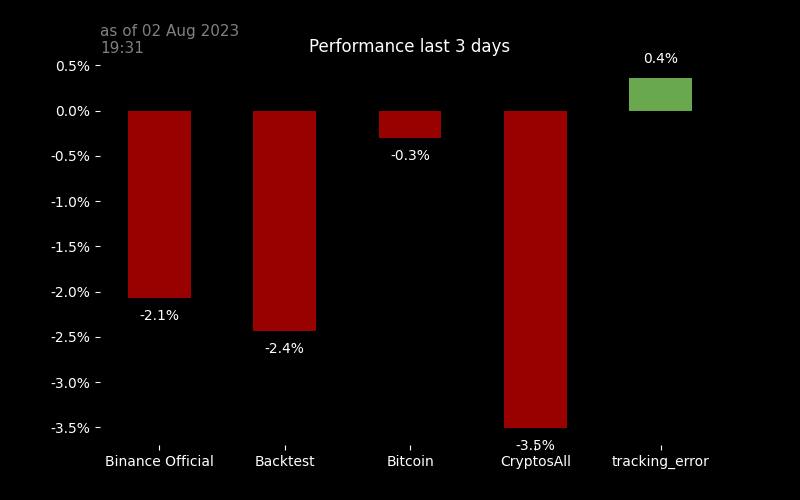 as of 02 Aug 2023
19:31
Performance last 3 days
0.5%
0.0%
-0.5%
-1.0%
-1.5%
-2.0%
-2.5%
-3.0%
-3.5%
-2.1%
-2.4%
-0.3%
-3.5%
0.4%
Binance Official
Backtest
Bitcoin
CryptosAll
tracking_error